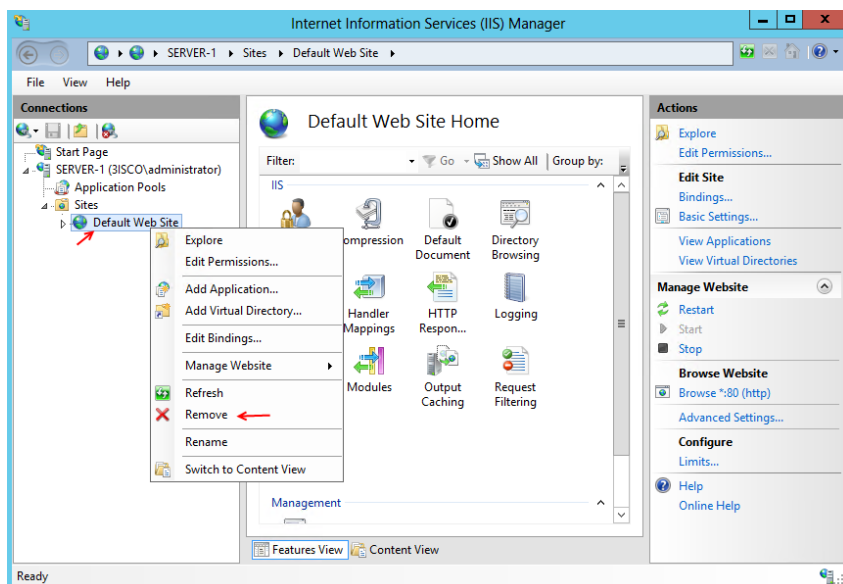 Internet Information Services (IIS) Manager
SERVER-1 Sites Default Web Site
File View Help
Connections
Start Page
SERVER-1 (3ISCO\administrator)
Application Pools
Sites
Default Web Site
Explore
Edit Permissions...
Add Application...
Add Virtual Directory...
Edit Bindings...
Manage Website
Refresh
Remove
Rename
Switch to Content View
Default Web Site Home
Filter: Go Show All Group by:
IIS
ompression Default Document Directory Browsing
Handler Mappings HTTP Respon... Logging
Modules Output Caching Request Filtering
Management
Features View Content View
Actions
Explore
Edit Permissions...
Edit Site
Bindings...
Basic Settings...
View Applications
View Virtual Directories
Manage Website
Restart
Start
Stop
Browse Website
Browse *:80 (http)
Advanced Settings...
Configure
Limits...
Help
Online Help
Ready